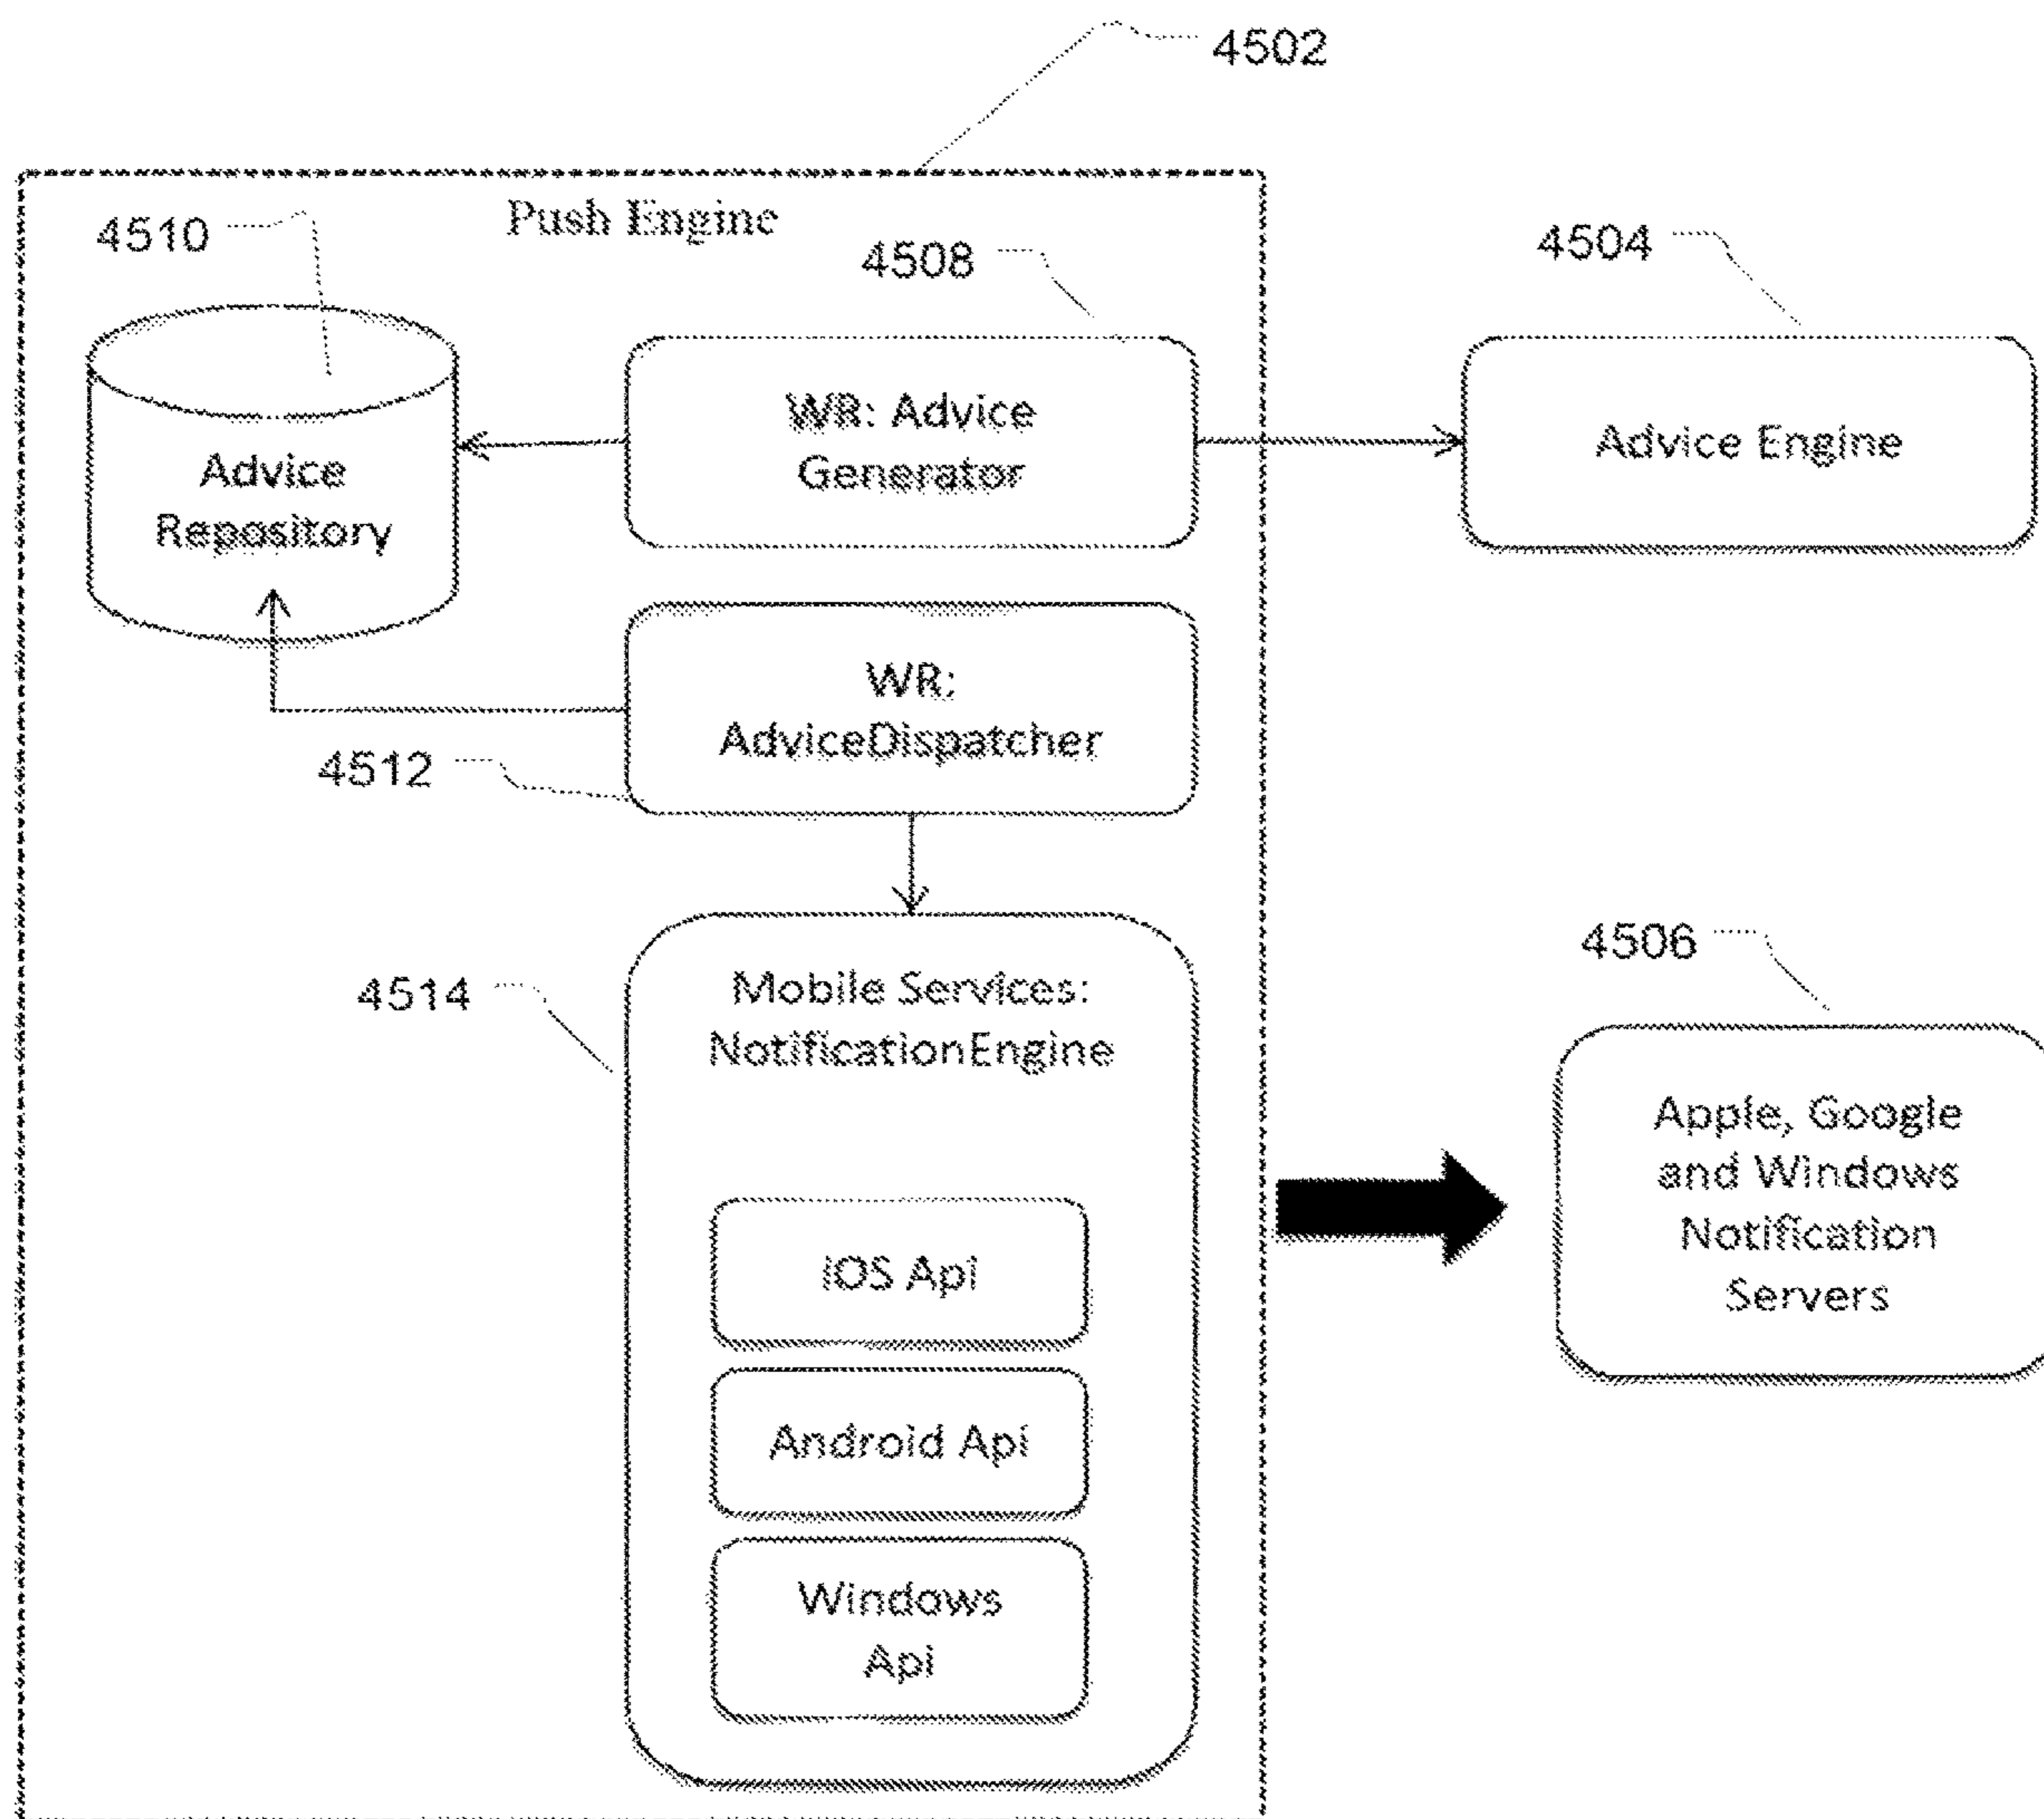 4502
Push Engine
4510
4508
4504
WR: Advice
Generator
Advice Engine
Advice
Repository
WR:
AdviceDispatcher
4512
4506
4514
Mobile Services:
NotificationEngine
Apple, Google
and Windows
Notification
Servers
iOS Api
Android Api
Windows
Api